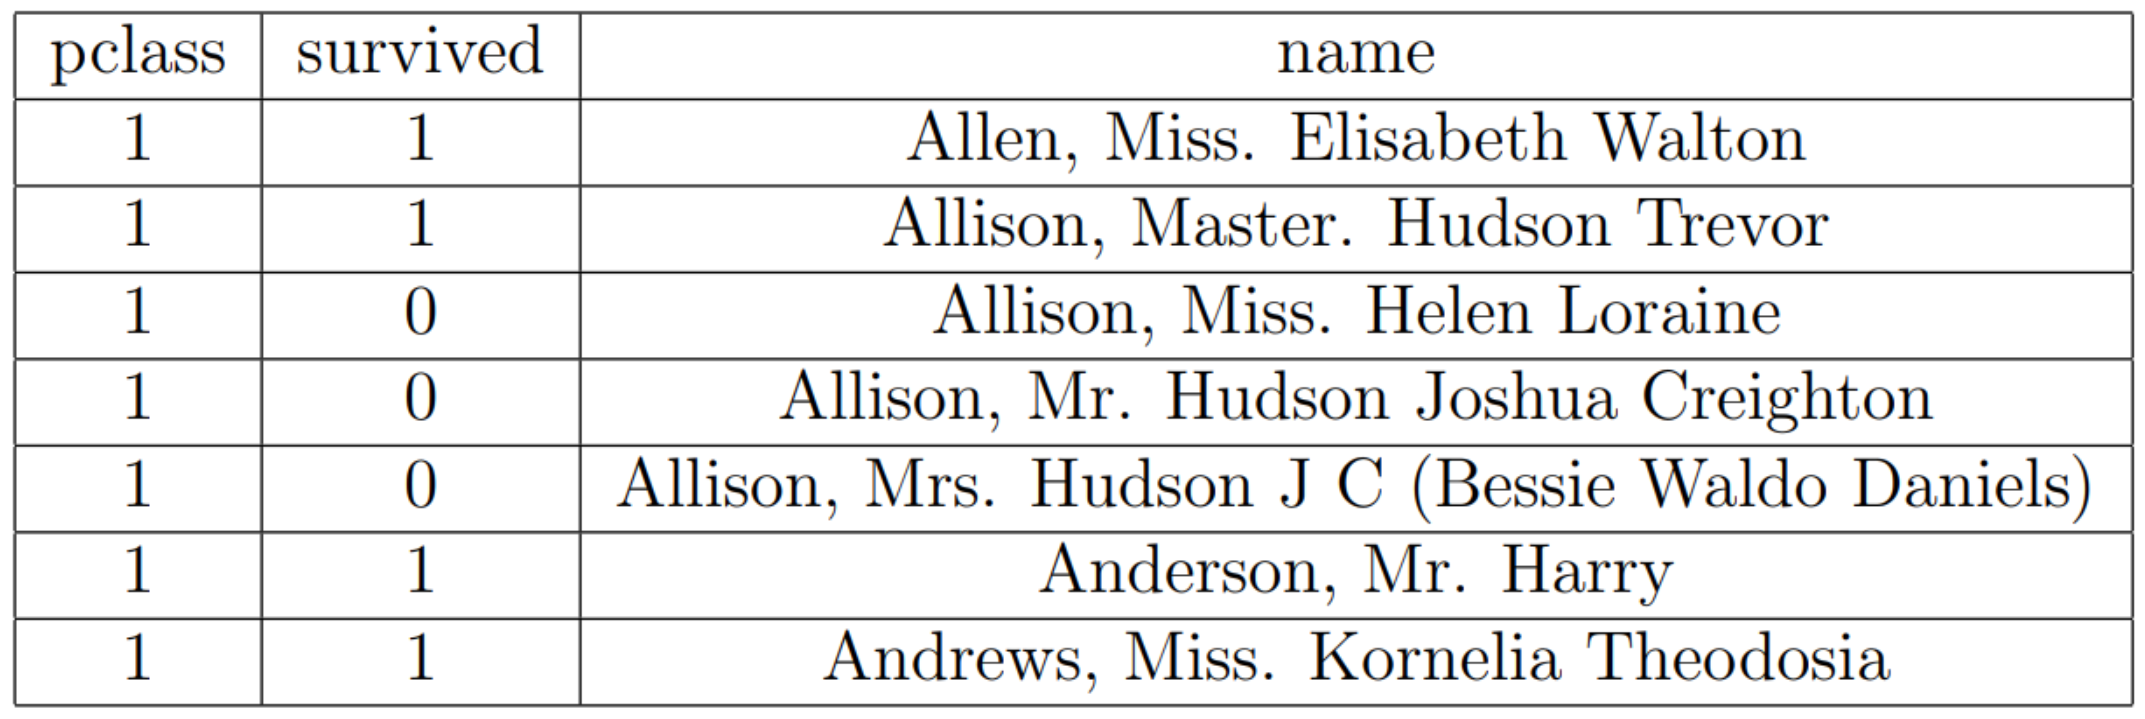 pclass survived name
1 1 Allen, Miss. Elisabeth Walton
1 1 Allison, Master. Hudson Trevor
1 0 Allison, Miss. Helen Loraine
1 0 Allison, Mr. Hudson Joshua Creighton
1 0 Allison, Mrs. Hudson J C (Bessie Waldo Daniels)
1 1 Anderson, Mr. Harry
1 1 Andrews, Miss. Kornelia Theodosia